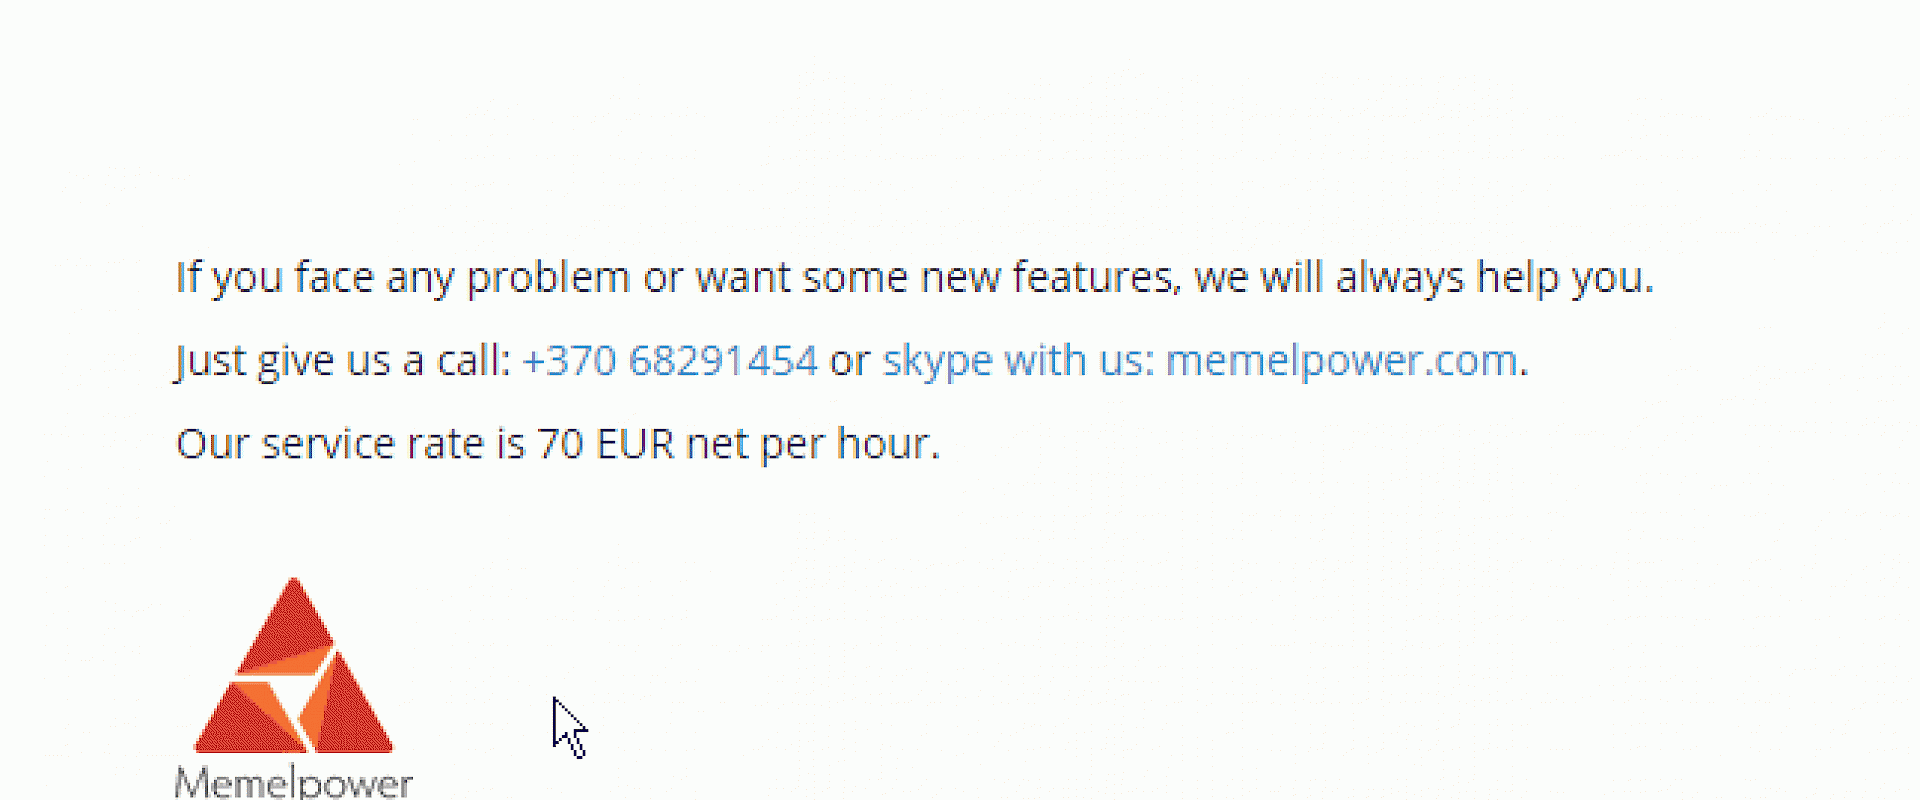 If you face any problem or want some new features, we will always help you.
Just give us a call: +370 68291454 or skype with us: memelpower.com.
Our service rate is 70 EUR net per hour.
Memelpower